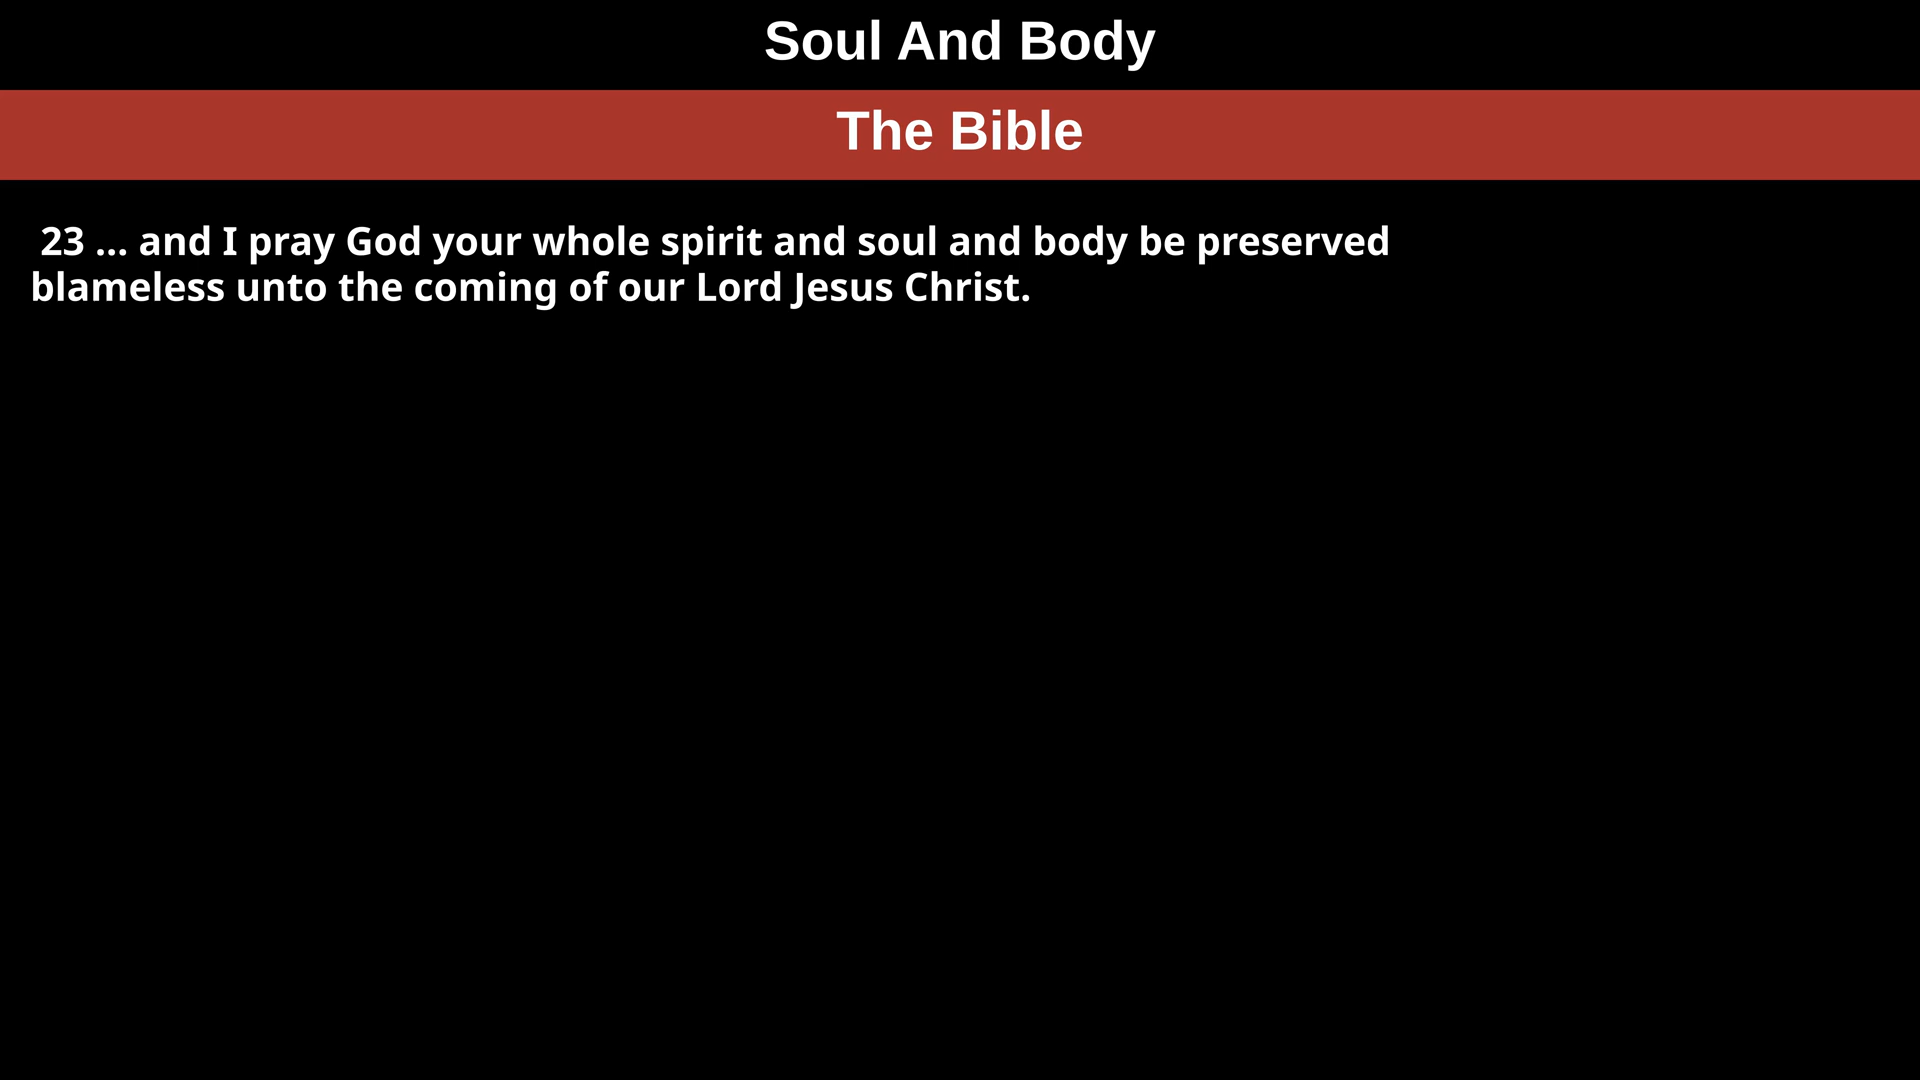 Soul And Body
The Bible
23 ... and I pray God your whole spirit and soul and body be preserved
blameless unto the coming of our Lord Jesus Christ.